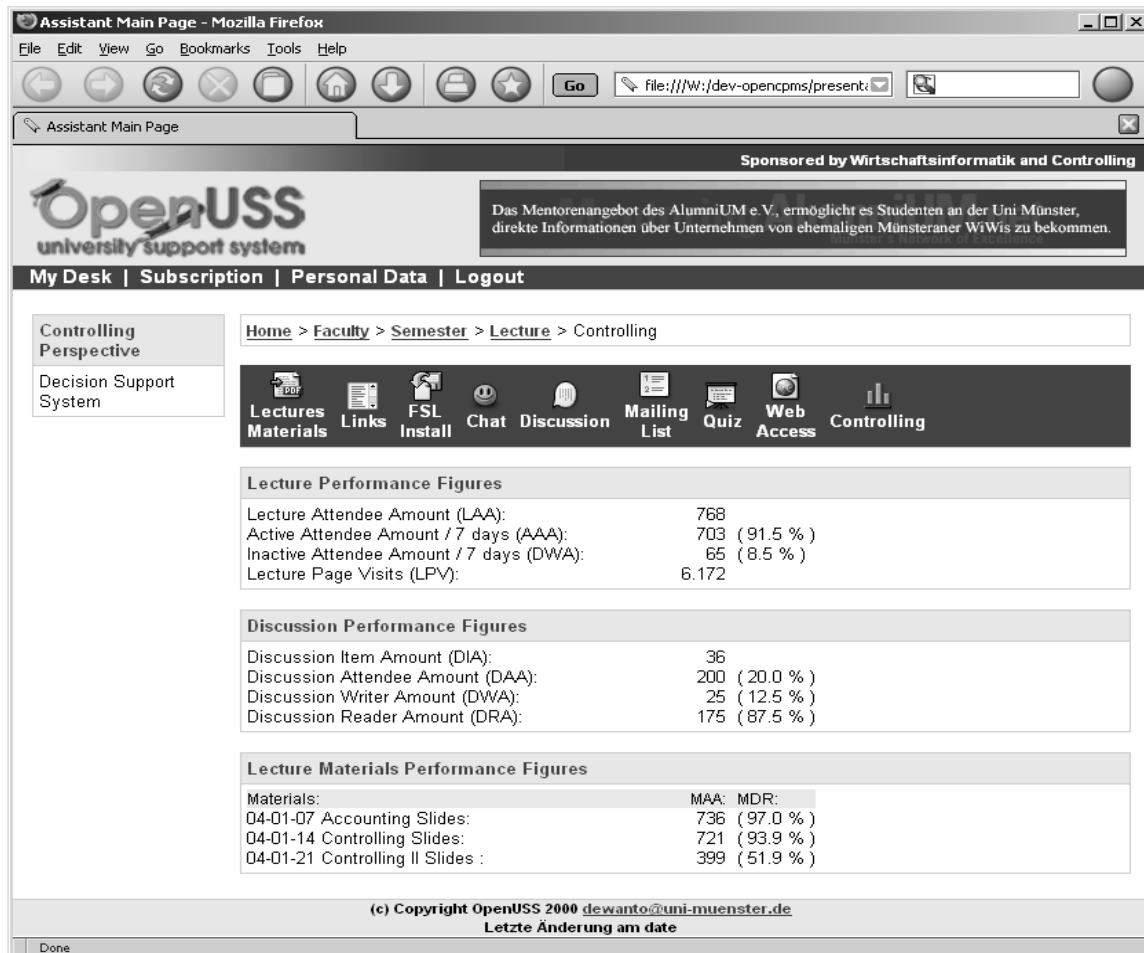 Assistant Main Page - Mozilla Firefox
File Edit View Go Bookmarks Tools Help
Go file:///W:/dev-opencpms/present
Assistant Main Page
Sponsored by Wirtschaftsinformatik and Controlling
OpenUSS
university support system
Das Mentorenangebot des AlumniUM e.V., ermöglicht es Studenten an der Uni Münster,
direkte Informationen über Unternehmen von ehemaligen Münsteraner WiWis zu bekommen.
Münster's Network of Excellence
My Desk | Subscription | Personal Data | Logout
Controlling
Perspective
Decision Support
System
Home > Faculty > Semester > Lecture > Controlling
Lectures Materials Links FSL Install Chat Discussion Mailing List Quiz Web Access Controlling
Lecture Performance Figures
Lecture Attendee Amount (LAA): 768
Active Attendee Amount / 7 days (AAA): 703 ( 91.5 % )
Inactive Attendee Amount / 7 days (DWA): 65 ( 8.5 % )
Lecture Page Visits (LPV): 6.172
Discussion Performance Figures
Discussion Item Amount (DIA): 36
Discussion Attendee Amount (DAA): 200 ( 20.0 % )
Discussion Writer Amount (DWA): 25 ( 12.5 % )
Discussion Reader Amount (DRA): 175 ( 87.5 % )
Lecture Materials Performance Figures
Materials: MAA: MDR:
04-01-07 Accounting Slides: 736 ( 97.0 % )
04-01-14 Controlling Slides: 721 ( 93.9 % )
04-01-21 Controlling II Slides : 399 ( 51.9 % )
(c) Copyright OpenUSS 2000 dewanto@uni-muenster.de
Letzte Änderung am date
Done